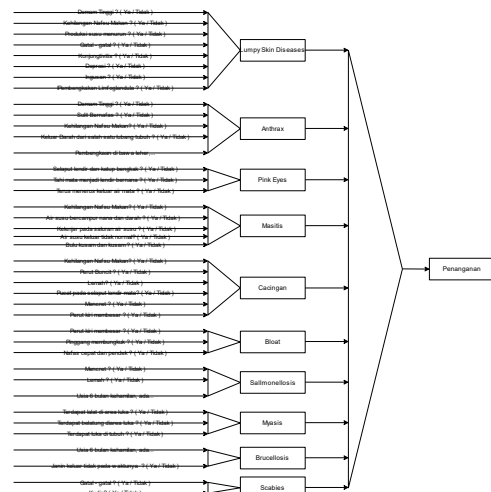 Demam Tinggi ? ( Ya / Tidak )
Kehilangan Nafsu Makan ? ( Ya / Tidak )
Produksi susu menurun ? ( Ya / Tidak )
Gatal - gatal ? ( Ya / Tidak )
Konjungtivitis ? ( Ya / Tidak )
Depresi ? ( Ya / Tidak )
Ingusan ? ( Ya / Tidak )
Pembengkakan Limfoglandula ? ( Ya / Tidak )
Lumpy Skin Diseases
Demam Tinggi ? ( Ya / Tidak )
Sulit Bernafas ? ( Ya / Tidak )
Kehilangan Nafsu Makan? ( Ya / Tidak )
Keluar Darah dari salah satu lubang tubuh ? ( Ya / Tidak )
Pembengkakan di bawa leher,...
Anthrax
Selaput lendir dan katup bengkak ? ( Ya / Tidak )
Tahi mata menjadi lendir bernana ? ( Ya / Tidak )
Terus menerus keluar air mata ? ( Ya / Tidak )
Pink Eyes
Kehilangan Nafsu Makan? ( Ya / Tidak )
Air susu bercampur nana dan darah ? ( Ya / Tidak )
Kelenjar pada saluran air susu ? ( Ya / Tidak )
Air susu keluar tidak normal? ( Ya / Tidak )
Bulu kusam dan kusam? ( Ya / Tidak )
Masitis
Kehilangan Nafsu Makan? ( Ya / Tidak )
Perut Buncit ? ( Ya / Tidak )
Lemah? ( Ya / Tidak )
Pucat pada selaput lendir mata? ( Ya / Tidak )
Mencret ? ( Ya / Tidak )
Perut kiri membesar ? ( Ya / Tidak )
Cacingan
Penanganan
Perut kiri membesar ? ( Ya / Tidak )
Pinggang membungkuk ? ( Ya / Tidak )
Nafas cepat dan pendek ? ( Ya / Tidak )
Bloat
Mencret ? ( Ya / Tidak )
Lemah ? ( Ya / Tidak )
Usia 6 bulan kehamilan, ada...
Sallmonellosis
Terdapat lalat di area luka ? ( Ya / Tidak )
Terdapat belatung diarea luka ? ( Ya / Tidak )
Terdapat luka di tubuh ? ( Ya / Tidak )
Myasis
Usia 6 bulan kehamilan, ada...
Janin keluar tidak pada waktunya ? ( Ya / Tidak )
Brucellosis
Gatal - gatal ? ( Ya / Tidak )
Scabies